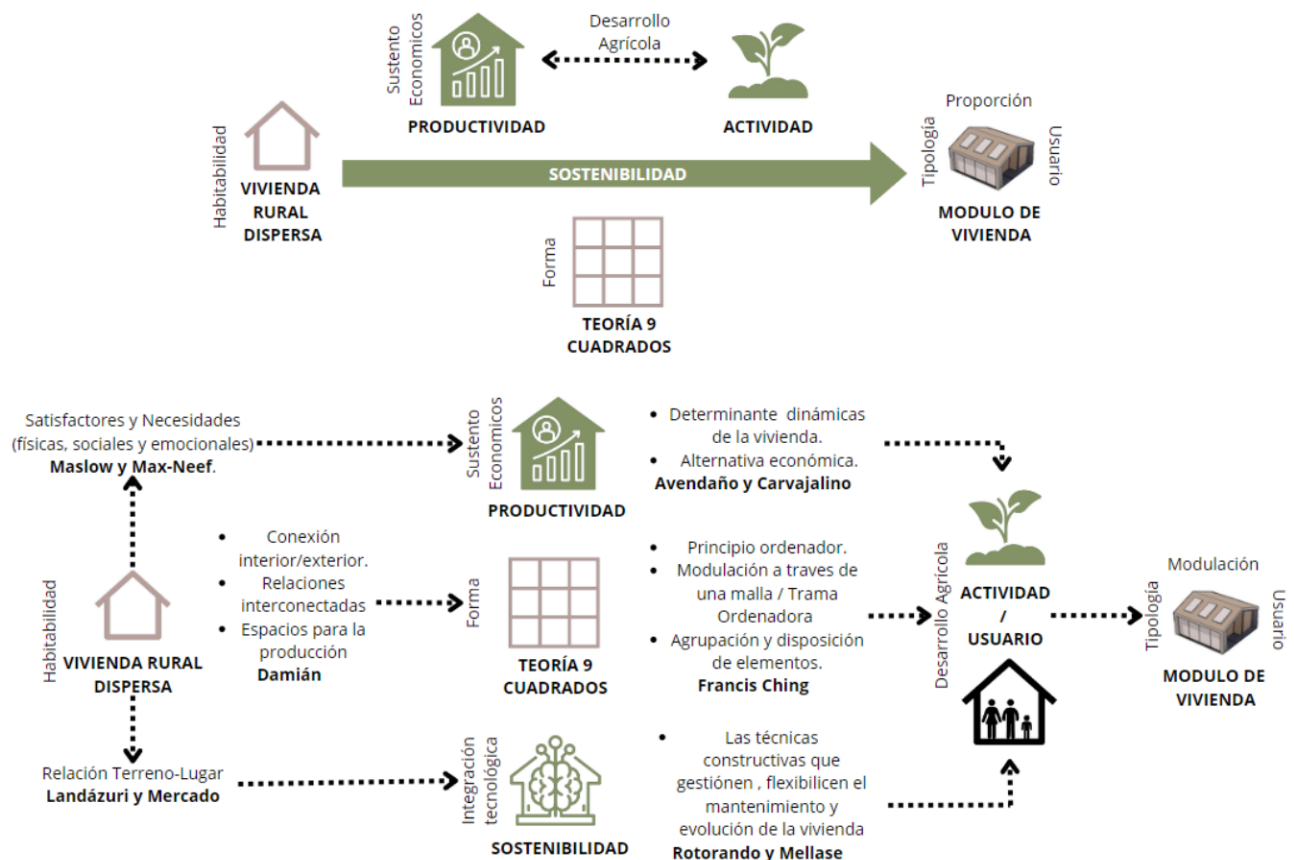 Desarrollo
Agrícola
Sustento
Economicos
PRODUCTIVIDAD
ACTIVIDAD
Habitabilidad
VIVIENDA
RURAL
DISPERSA
SOSTENIBILIDAD
Proporción
Tipología
Usuario
MODULO DE
VIVIENDA
Forma
TEORÍA 9
CUADRADOS
Satisfactores y Necesidades
(físicas, sociales y emocionales)
Maslow y Max-Neef.
Sustento
Economicos
PRODUCTIVIDAD
• Determinante dinámicas
de la vivienda.
• Alternativa económica.
Avendaño y Carvajalino
Habitabilidad
VIVIENDA RURAL
DISPERSA
• Conexión
interior/exterior.
• Relaciones
interconectadas
• Espacios para la
producción
Damián
Forma
TEORÍA 9
CUADRADOS
• Principio ordenador.
• Modulación a traves de
una malla / Trama
Ordenadora
• Agrupación y disposición
de elementos.
Francis Ching
Desarrollo Agrícola
ACTIVIDAD
/
USUARIO
Modulación
Tipología
Usuario
MODULO DE
VIVIENDA
Relación Terreno-Lugar
Landázuri y Mercado
Integración
tecnológica
SOSTENIBILIDAD
• Las técnicas
constructivas que
gestiónen , flexibilicen el
mantenimiento y
evolución de la vivienda
Rotorando y Mellase